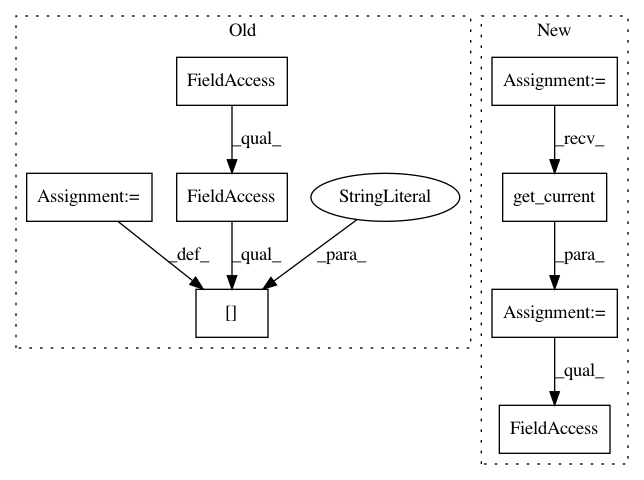 Old
New
FieldAccess
Assignment:=
_qual_
_recv_
Assignment:=
FieldAccess
StringLiteral
get_current
_def_
_qual_
_para_
_para_
[]
Assignment:=
_qual_
FieldAccess